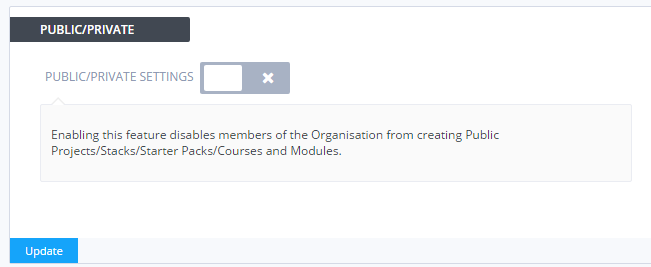 PUBLIC/PRIVATE
PUBLIC/PRIVATE SETTINGS
Enabling this feature disables members of the Organisation from creating Public
Projects/Stacks/Starter Packs/Courses and Modules.
Update